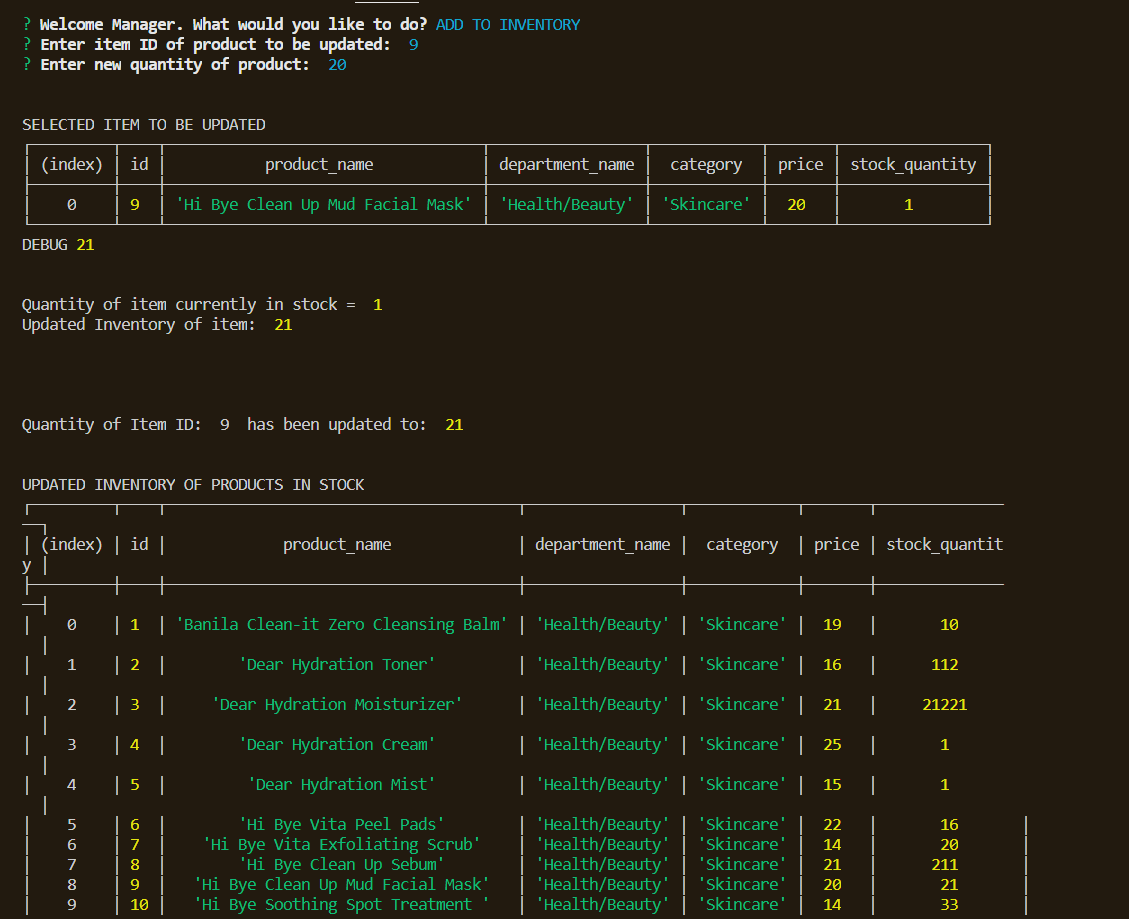 ? Welcome Manager. What would you like to do? ADD TO INVENTORY
? Enter item ID of product to be updated: 9
? Enter new quantity of product: 20
SELECTED ITEM TO BE UPDATED
(index) id product_name department_name category price stock_quantity
0 9 'Hi Bye Clean Up Mud Facial Mask' 'Health/Beauty' 'Skincare' 20 1
DEBUG 21
Quantity of item currently in stock = 1
Updated Inventory of item: 21
Quantity of Item ID: 9 has been updated to: 21
UPDATED INVENTORY OF PRODUCTS IN STOCK
(index) id product_name department_name category price stock_quantit
y
0 1 'Banila Clean-it Zero Cleansing Balm' 'Health/Beauty' 'Skincare' 19 10
1 2 'Dear Hydration Toner' 'Health/Beauty' 'Skincare' 16 112
2 3 'Dear Hydration Moisturizer' 'Health/Beauty' 'Skincare' 21 21221
3 4 'Dear Hydration Cream' 'Health/Beauty' 'Skincare' 25 1
4 5 'Dear Hydration Mist' 'Health/Beauty' 'Skincare' 15 1
5 6 'Hi Bye Vita Peel Pads' 'Health/Beauty' 'Skincare' 22 16
6 7 'Hi Bye Vita Exfoliating Scrub' 'Health/Beauty' 'Skincare' 14 20
7 8 'Hi Bye Clean Up Sebum' 'Health/Beauty' 'Skincare' 21 211
8 9 'Hi Bye Clean Up Mud Facial Mask' 'Health/Beauty' 'Skincare' 20 21
9 10 'Hi Bye Soothing Spot Treatment ' 'Health/Beauty' 'Skincare' 14 33